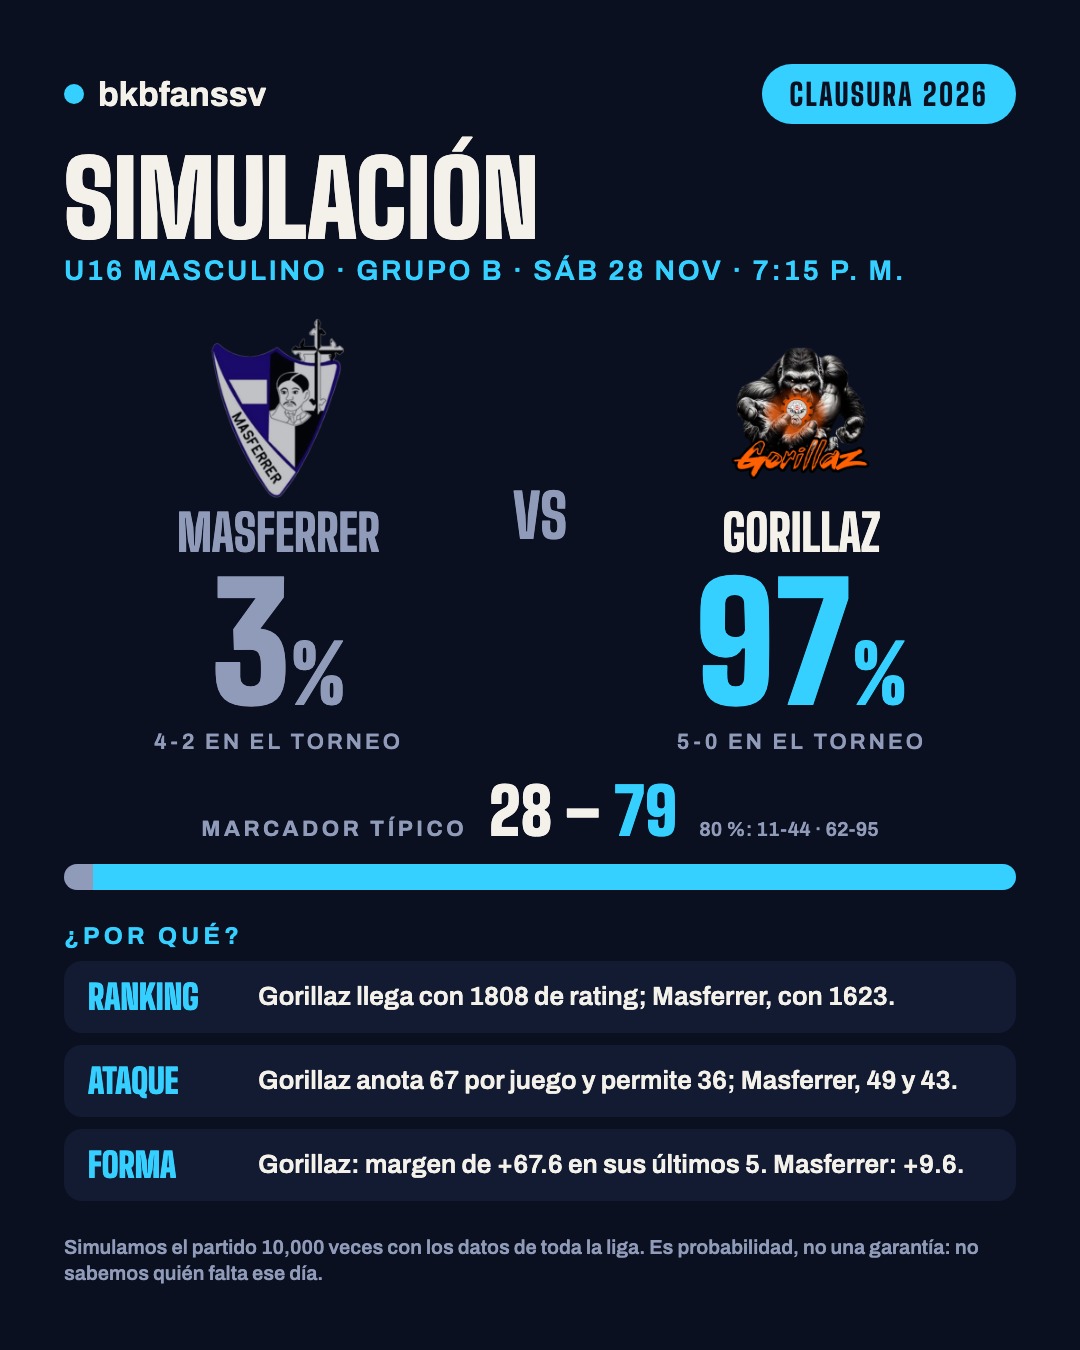 bkbfanssv
CLAUSURA 2026
SIMULACIÓN
U16 MASCULINO · GRUPO B · SÁB 28 NOV · 7:15 P. M.
MASFERRER
Gorillaz
MASFERRER
VS
GORILLAZ
3%
97%
4-2 EN EL TORNEO
5-0 EN EL TORNEO
MARCADOR TÍPICO 28 – 79 80 %: 11-44 · 62-95
¿POR QUÉ?
RANKING Gorillaz llega con 1808 de rating; Masferrer, con 1623.
ATAQUE Gorillaz anota 67 por juego y permite 36; Masferrer, 49 y 43.
FORMA Gorillaz: margen de +67.6 en sus últimos 5. Masferrer: +9.6.
Simulamos el partido 10,000 veces con los datos de toda la liga. Es probabilidad, no una garantía: no
sabemos quién falta ese día.